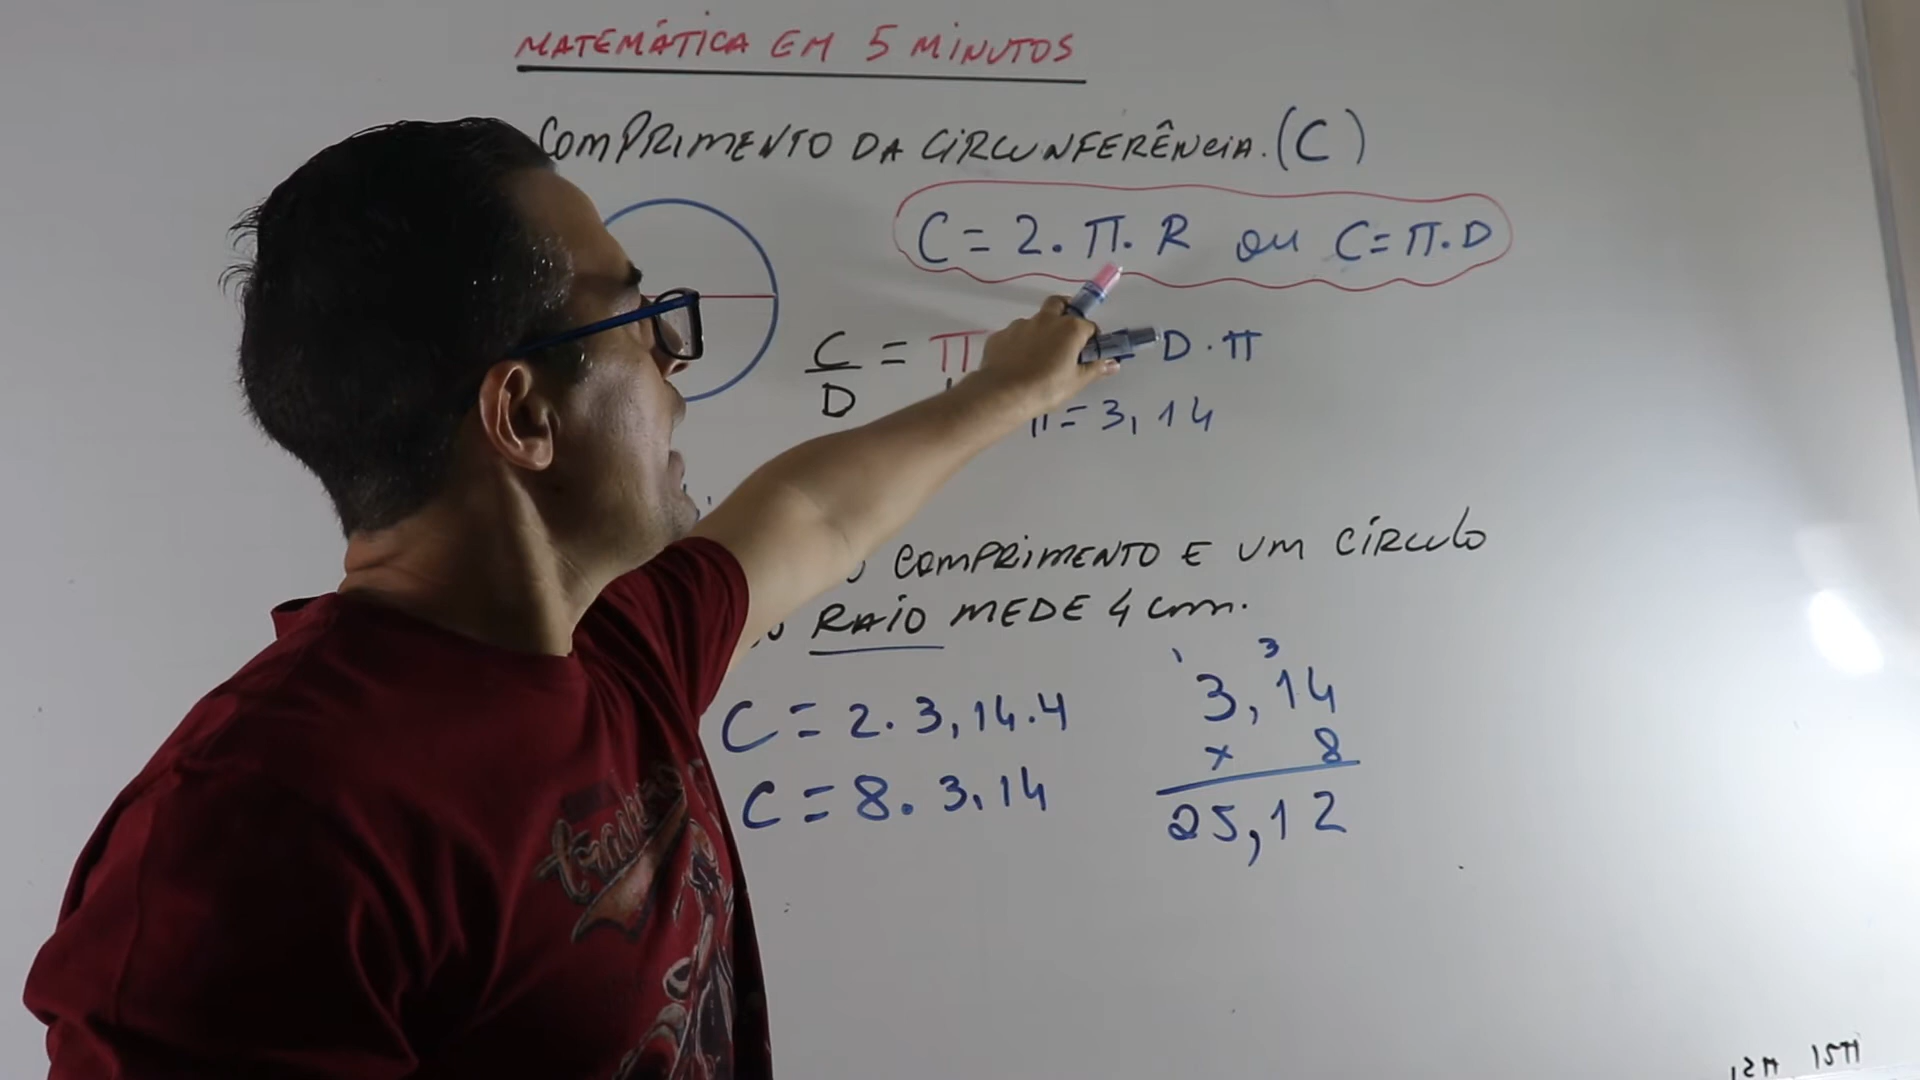 MATEMÁTICA EM 5 MINUTOS
COMPRIMENTO DA CIRCUNFERÊNCIA. (C)
C = 2 . π . R ou C = π . D
C
D
= π
= D . π
π = 3,14
COMPRIMENTO E UM CÍRCULO
RAIO MEDE 4 cm.
C = 2 . 3,14 . 4
C = 8 . 3,14
1 3
3,14
x 8
25,12